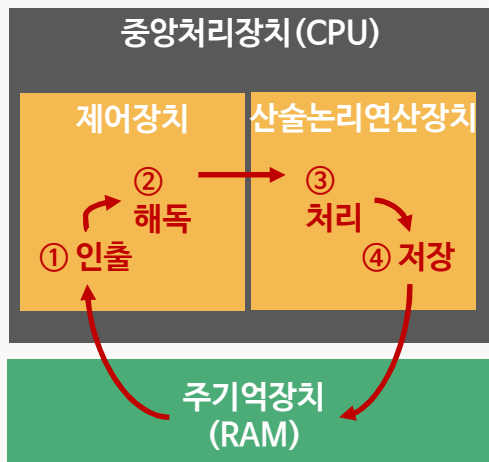 중앙처리장치(CPU)
제어장치
산술논리연산장치
②
해독
① 인출
③
처리
④ 저장
주기억장치
(RAM)